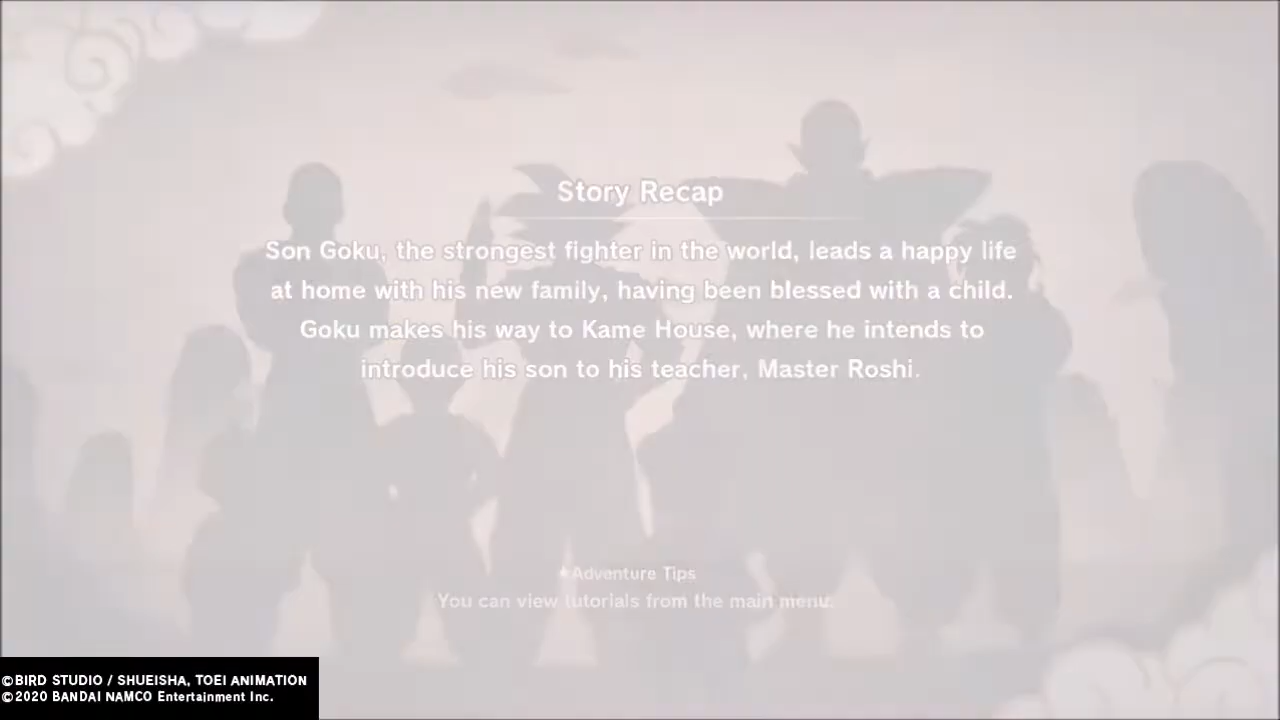 Story Recap
Son Goku, the strongest fighter in the world, leads a happy life
at home with his new family, having been blessed with a child.
Goku makes his way to Kame House, where he intends to
introduce his son to his teacher, Master Roshi.
✦Adventure Tips
You can view tutorials from the main menu.
©BIRD STUDIO / SHUEISHA, TOEI ANIMATION
©2020 BANDAI NAMCO Entertainment Inc.